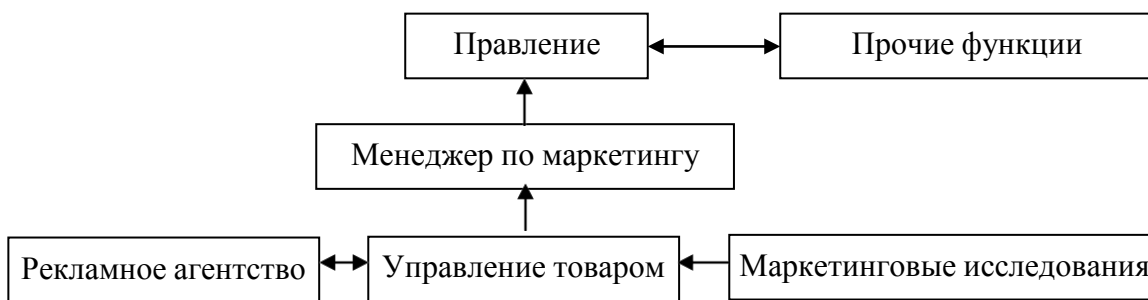 Правление
Прочие функции
Менеджер по маркетингу
Рекламное агентство
Управление товаром
Маркетинговые исследования